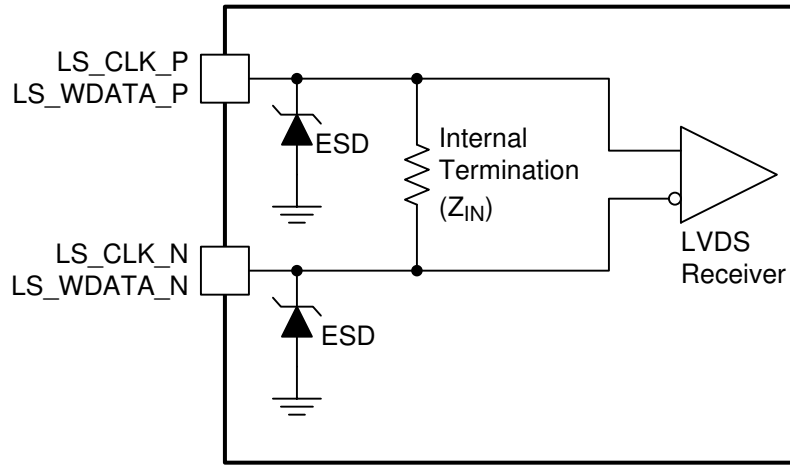 LS_CLK_P
LS_WDATA_P
ESD
Internal
Termination
(Z_IN)
LS_CLK_N
LS_WDATA_N
ESD
LVDS
Receiver